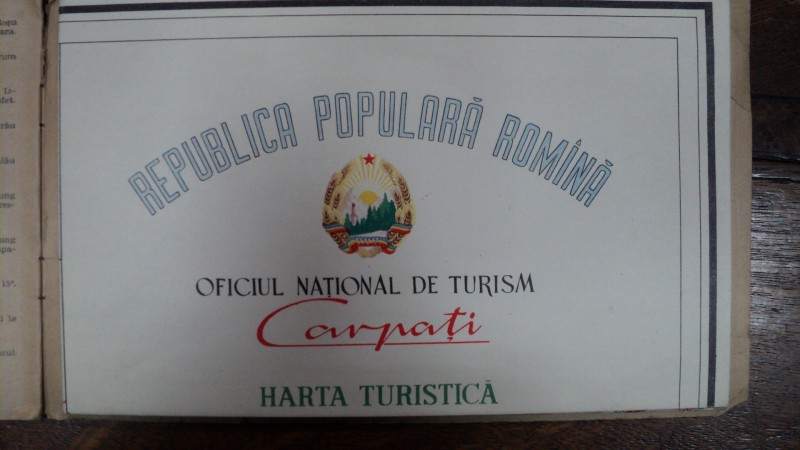 REPUBLICA POPULARĂ ROMÎNĂ
OFICIUL NAȚIONAL DE TURISM
Carpați
HARTA TURISTICĂ